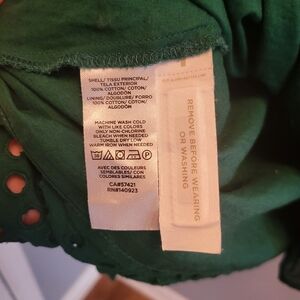 SHELL/ TISSU PRINCIPAL/
TELA EXTERIOR
100% COTTON/ COTON/
ALGODÓN
LINING/ DOUBLURE/ FORRO
100% COTTON/ COTON/
ALGODÓN
MACHINE WASH COLD
WITH LIKE COLORS
ONLY NON-CHLORINE
BLEACH WHEN NEEDED
TUMBLE DRY LOW
WARM IRON WHEN NEEDED
AVEC DES COULEURS
SEMBLABLES/ CON
COLORES SIMILARES
CA#57421
RN#140923
REMOVE BEFORE WEARING
OR WASHING